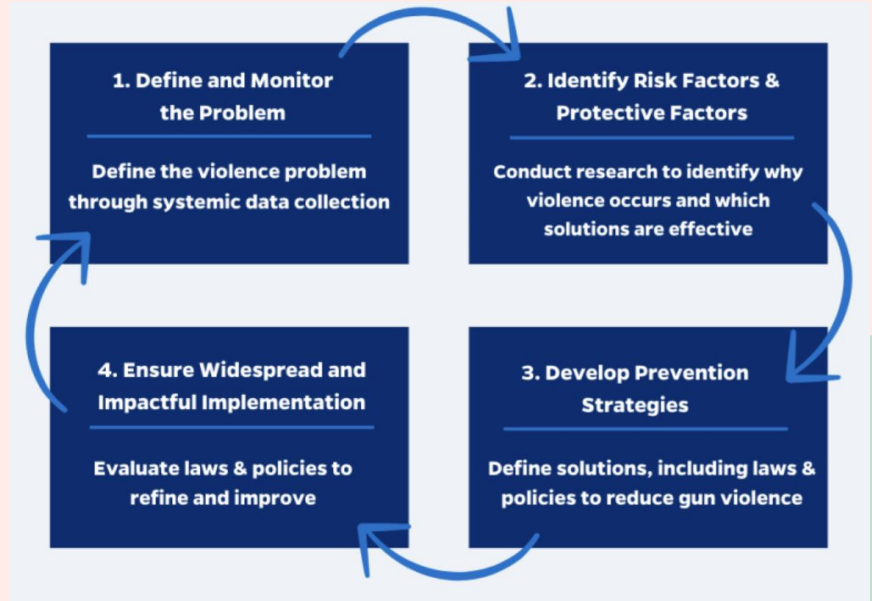 1. Define and Monitor
the Problem
Define the violence problem
through systemic data collection
2. Identify Risk Factors &
Protective Factors
Conduct research to identify why
violence occurs and which
solutions are effective
3. Develop Prevention
Strategies
Define solutions, including laws &
policies to reduce gun violence
4. Ensure Widespread and
Impactful Implementation
Evaluate laws & policies to
refine and improve